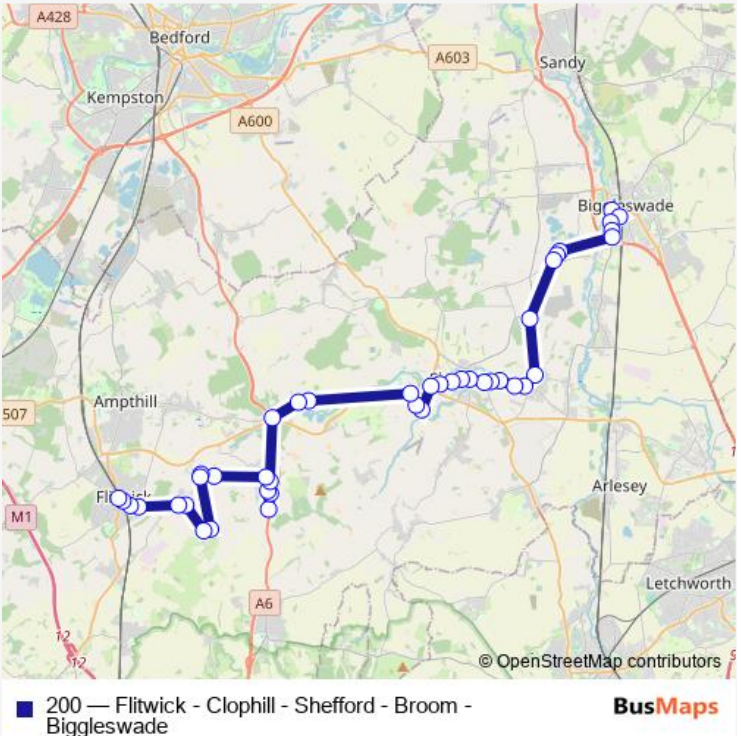 A428
Bedford
A603
Sandy
Kempston
A600
Biggleswade
Ampthill
507
Flitwick
Arlesey
M1
Letchworth
A6
12
12
© OpenStreetMap contributors
200 — Flitwick - Clophill - Shefford - Broom -
Biggleswade
BusMaps